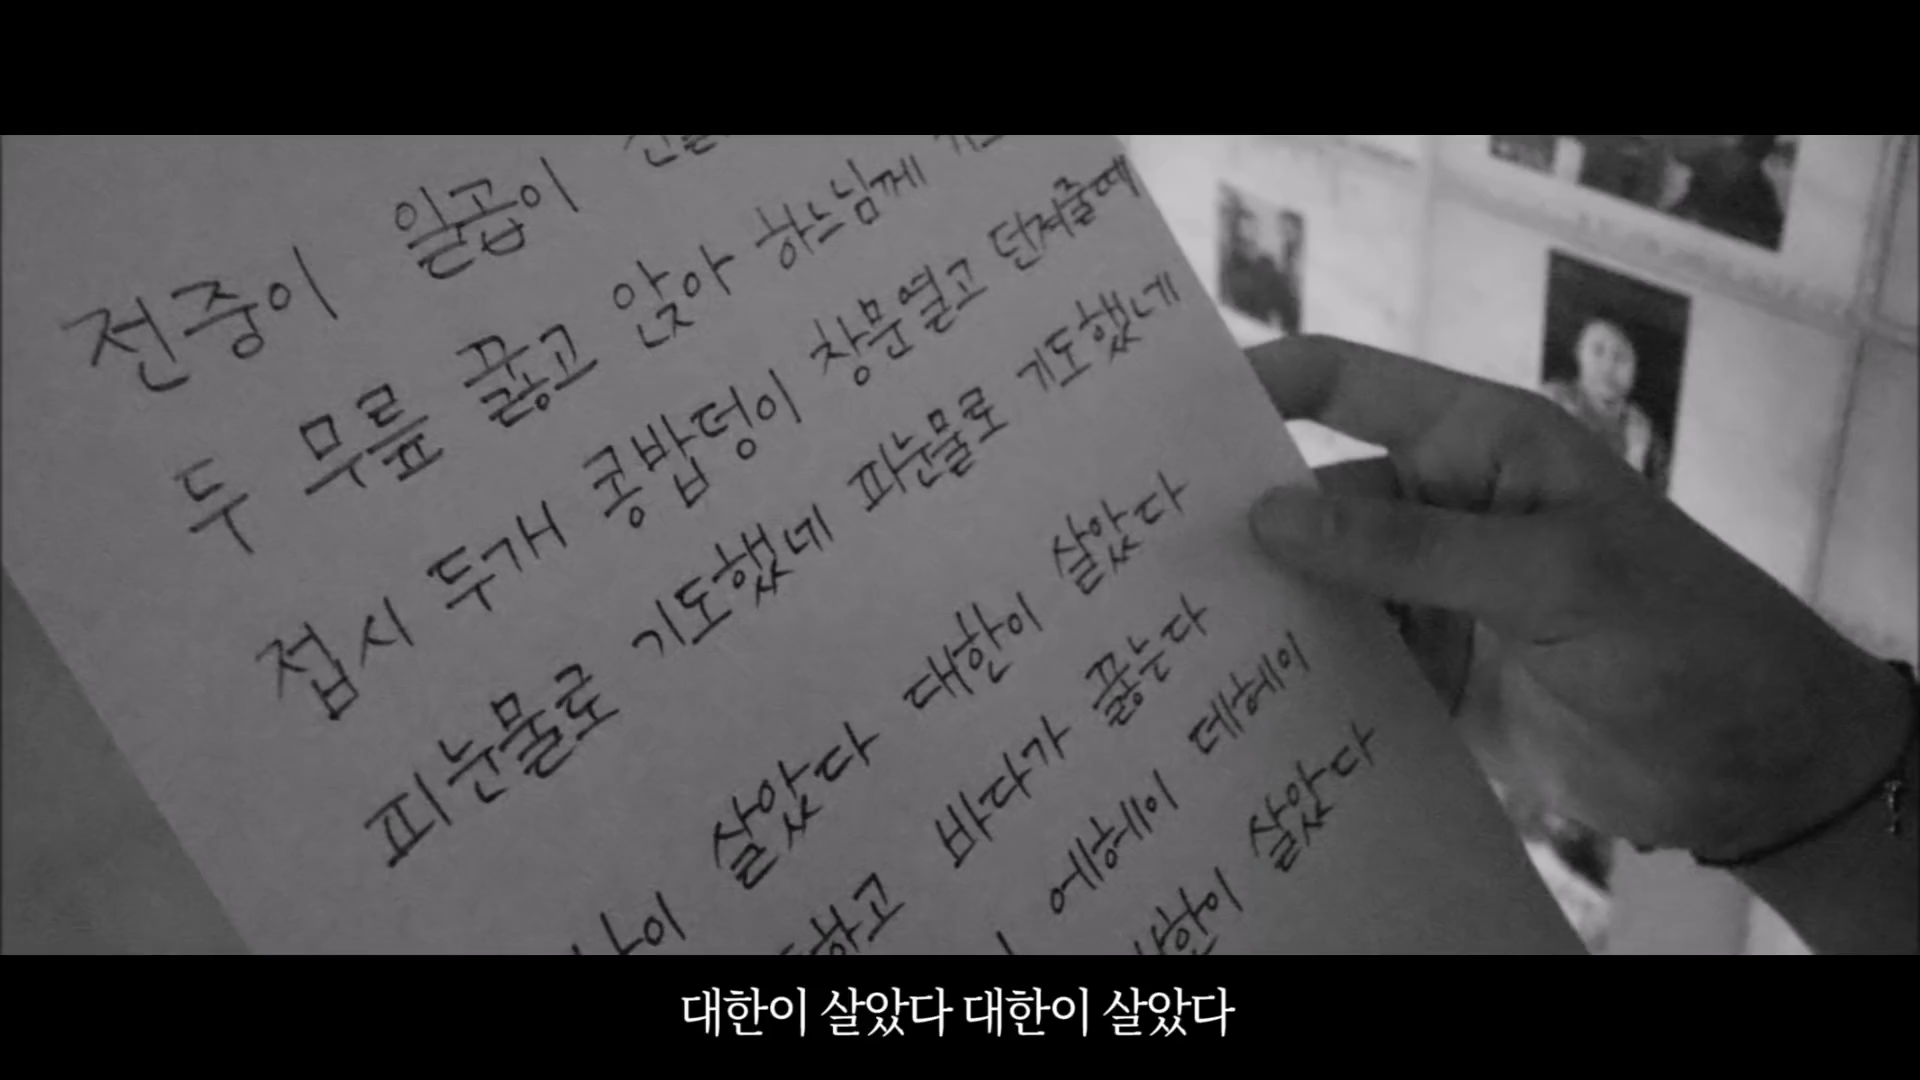 전중이 일곱이
두 무릎 꿇고 앉아 하느님께
접시 두개 콩밥덩이 창문열고 던져줄때
피눈물로 기도했네 피눈물로 기도했네
살았다 대한이 살았다
바다가 끓는다
에헤이 데헤이
살았다
대한이 살았다 대한이 살았다